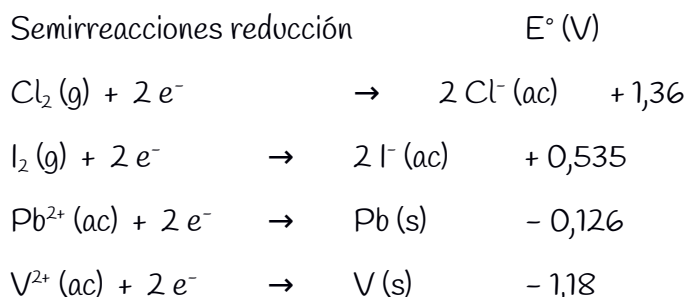 Semirreacciones reducción E° (V)
Cl₂ (g) + 2 e⁻ → 2 Cl⁻ (ac) + 1,36
I₂ (g) + 2 e⁻ → 2 I⁻ (ac) + 0,535
Pb²⁺ (ac) + 2 e⁻ → Pb (s) − 0,126
V²⁺ (ac) + 2 e⁻ → V (s) − 1,18